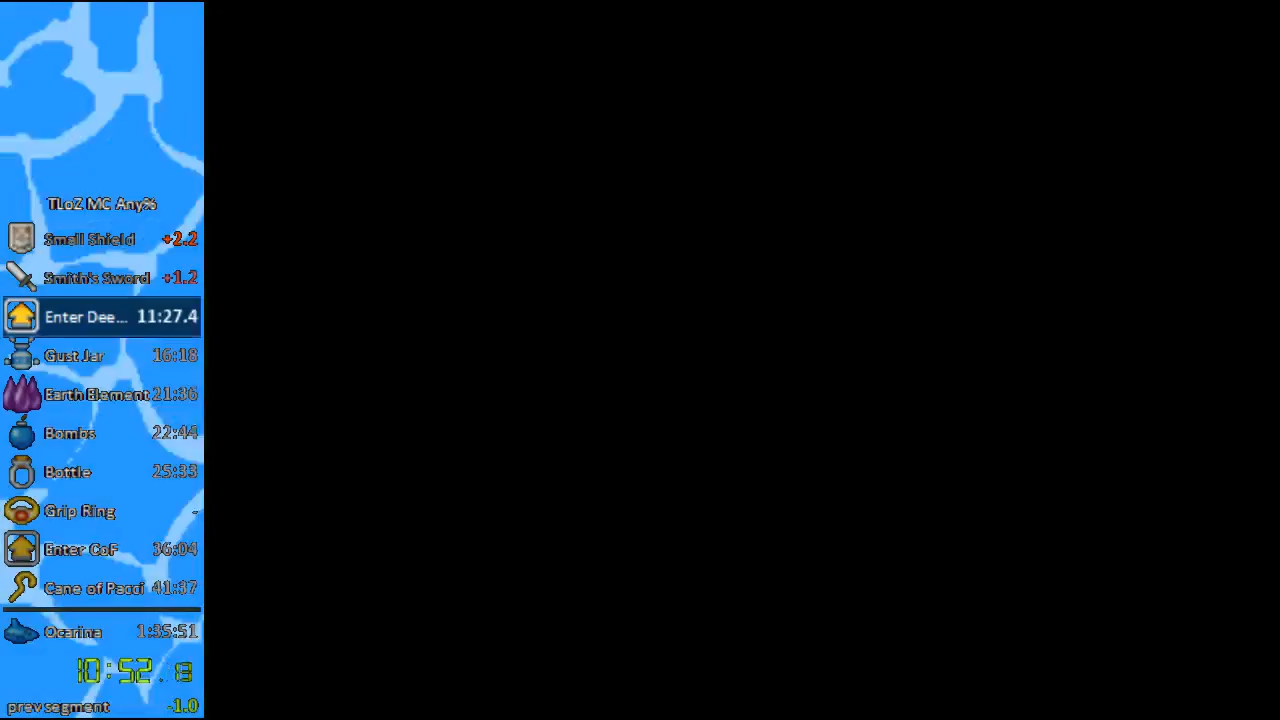 TLoZ MC Any%
Small Shield +2.2
Smith's Sword +1.2
Enter Dee... 11:27.4
Gust Jar 16:18
Earth Element 21:36
Bombs 22:44
Bottle 25:33
Grip Ring -
Enter CoF 36:04
Cane of Pacci 41:37
Ocarina 1:35:51
10:52.13
prev segment -1.0